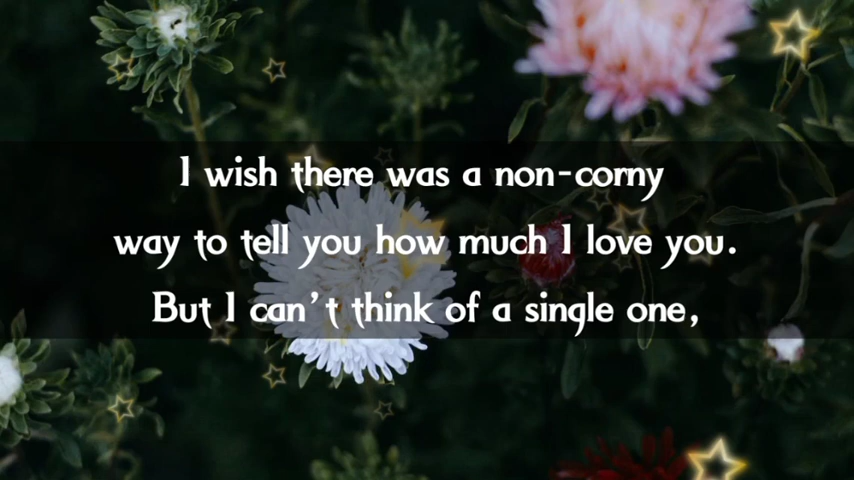 I wish there was a non-corny
way to tell you how much I love you.
But I can't think of a single one,